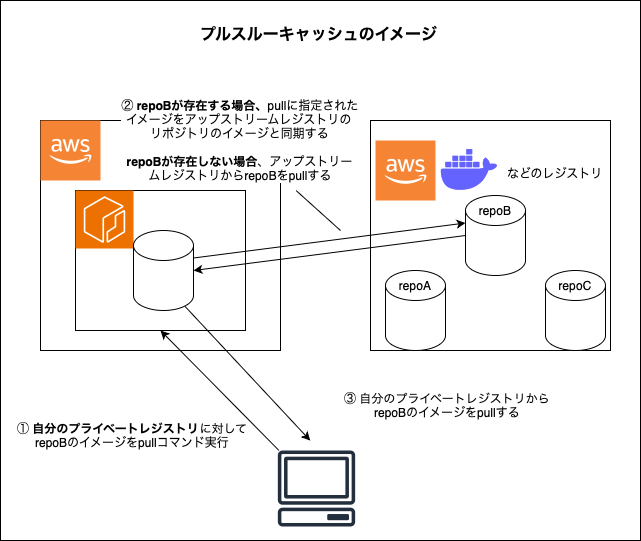 プルスルーキャッシュのイメージ
② repoBが存在する場合、pullに指定された
イメージをアップストリームレジストリの
リポジトリのイメージと同期する
repoBが存在しない場合、アップストリー
ムレジストリからrepoBをpullする
aws
aws
などのレジストリ
repoB
repoA
repoC
③ 自分のプライベートレジストリから
repoBのイメージをpullする
① 自分のプライベートレジストリに対して
repoBのイメージをpullコマンド実行